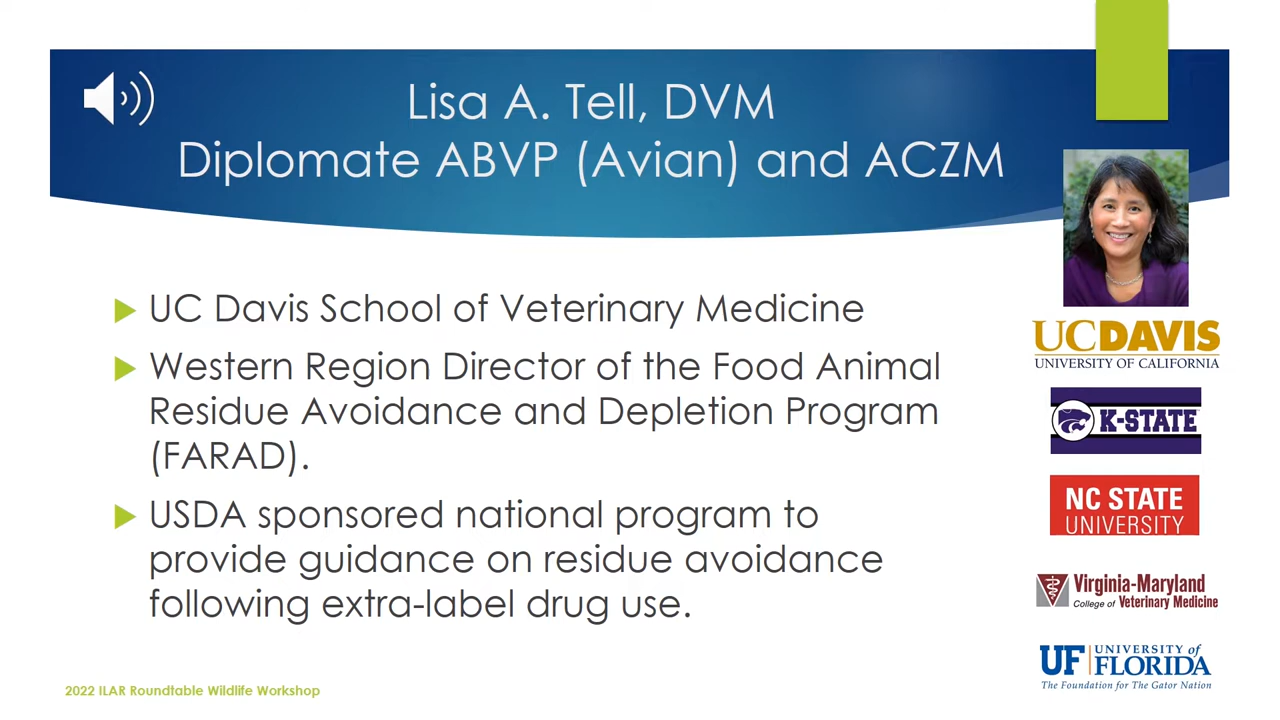 Lisa A. Tell, DVM
Diplomate ABVP (Avian) and ACZM
UC Davis School of Veterinary Medicine
Western Region Director of the Food Animal
Residue Avoidance and Depletion Program
(FARAD).
USDA sponsored national program to
provide guidance on residue avoidance
following extra-label drug use.
UCDAVIS
UNIVERSITY OF CALIFORNIA
K-STATE
NC STATE
UNIVERSITY
Virginia-Maryland
College of Veterinary Medicine
UF UNIVERSITY of
FLORIDA
The Foundation for The Gator Nation
2022 ILAR Roundtable Wildlife Workshop